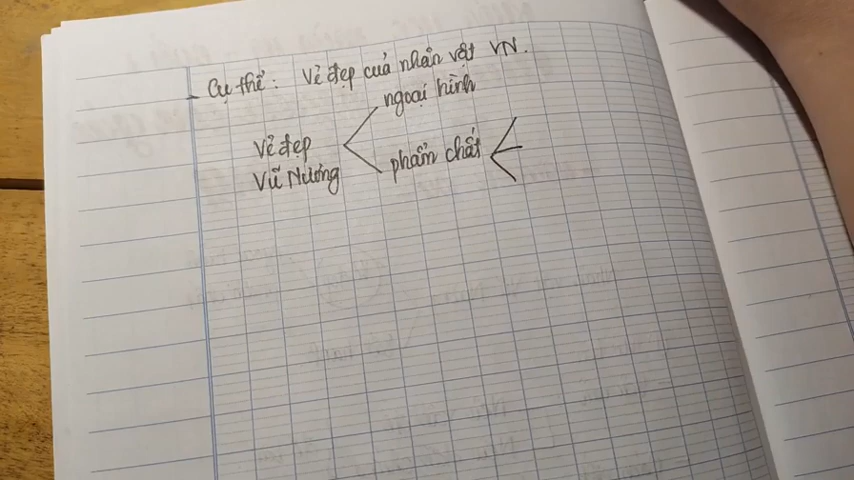 Cụ thể: Vẻ đẹp của nhân vật VN.
ngoại hình
Vẻ đẹp
Vũ Nương
phẩm chất